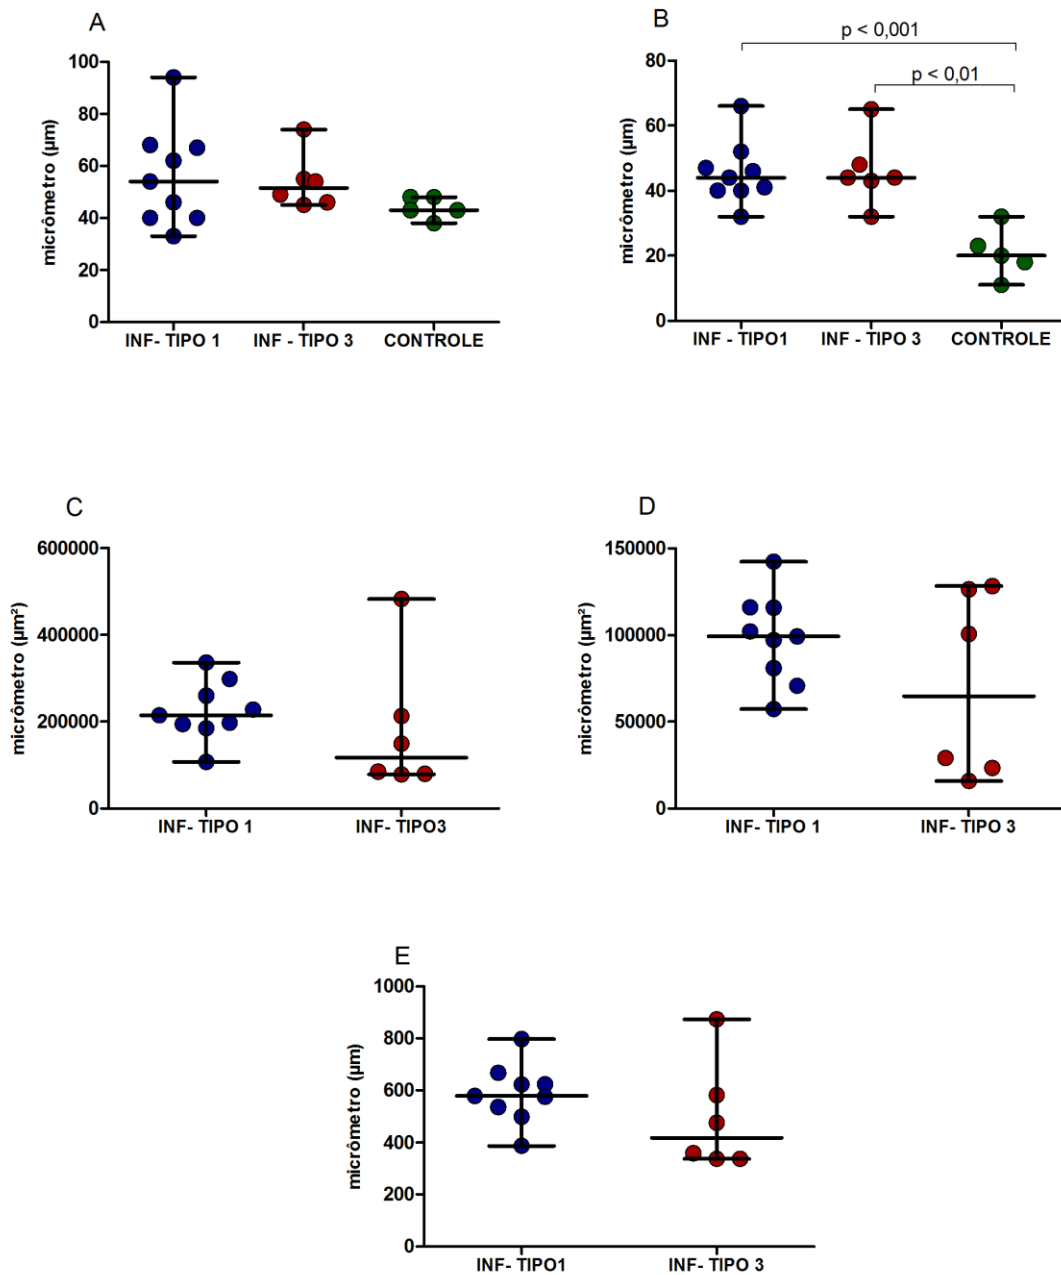 A
micrômetro (µm)
100
80
60
40
20
0
INF- TIPO 1
INF - TIPO 3
CONTROLE
B
p < 0,001
p < 0,01
micrômetro (µm)
80
60
40
20
0
INF - TIPO1
INF - TIPO 3
CONTROLE
C
micrômetro (µm²)
600000
400000
200000
0
INF- TIPO 1
INF- TIPO3
D
micrômetro (µm²)
150000
100000
50000
0
INF- TIPO 1
INF- TIPO 3
E
micrômetro (µm)
1000
800
600
400
200
0
INF- TIPO1
INF- TIPO 3